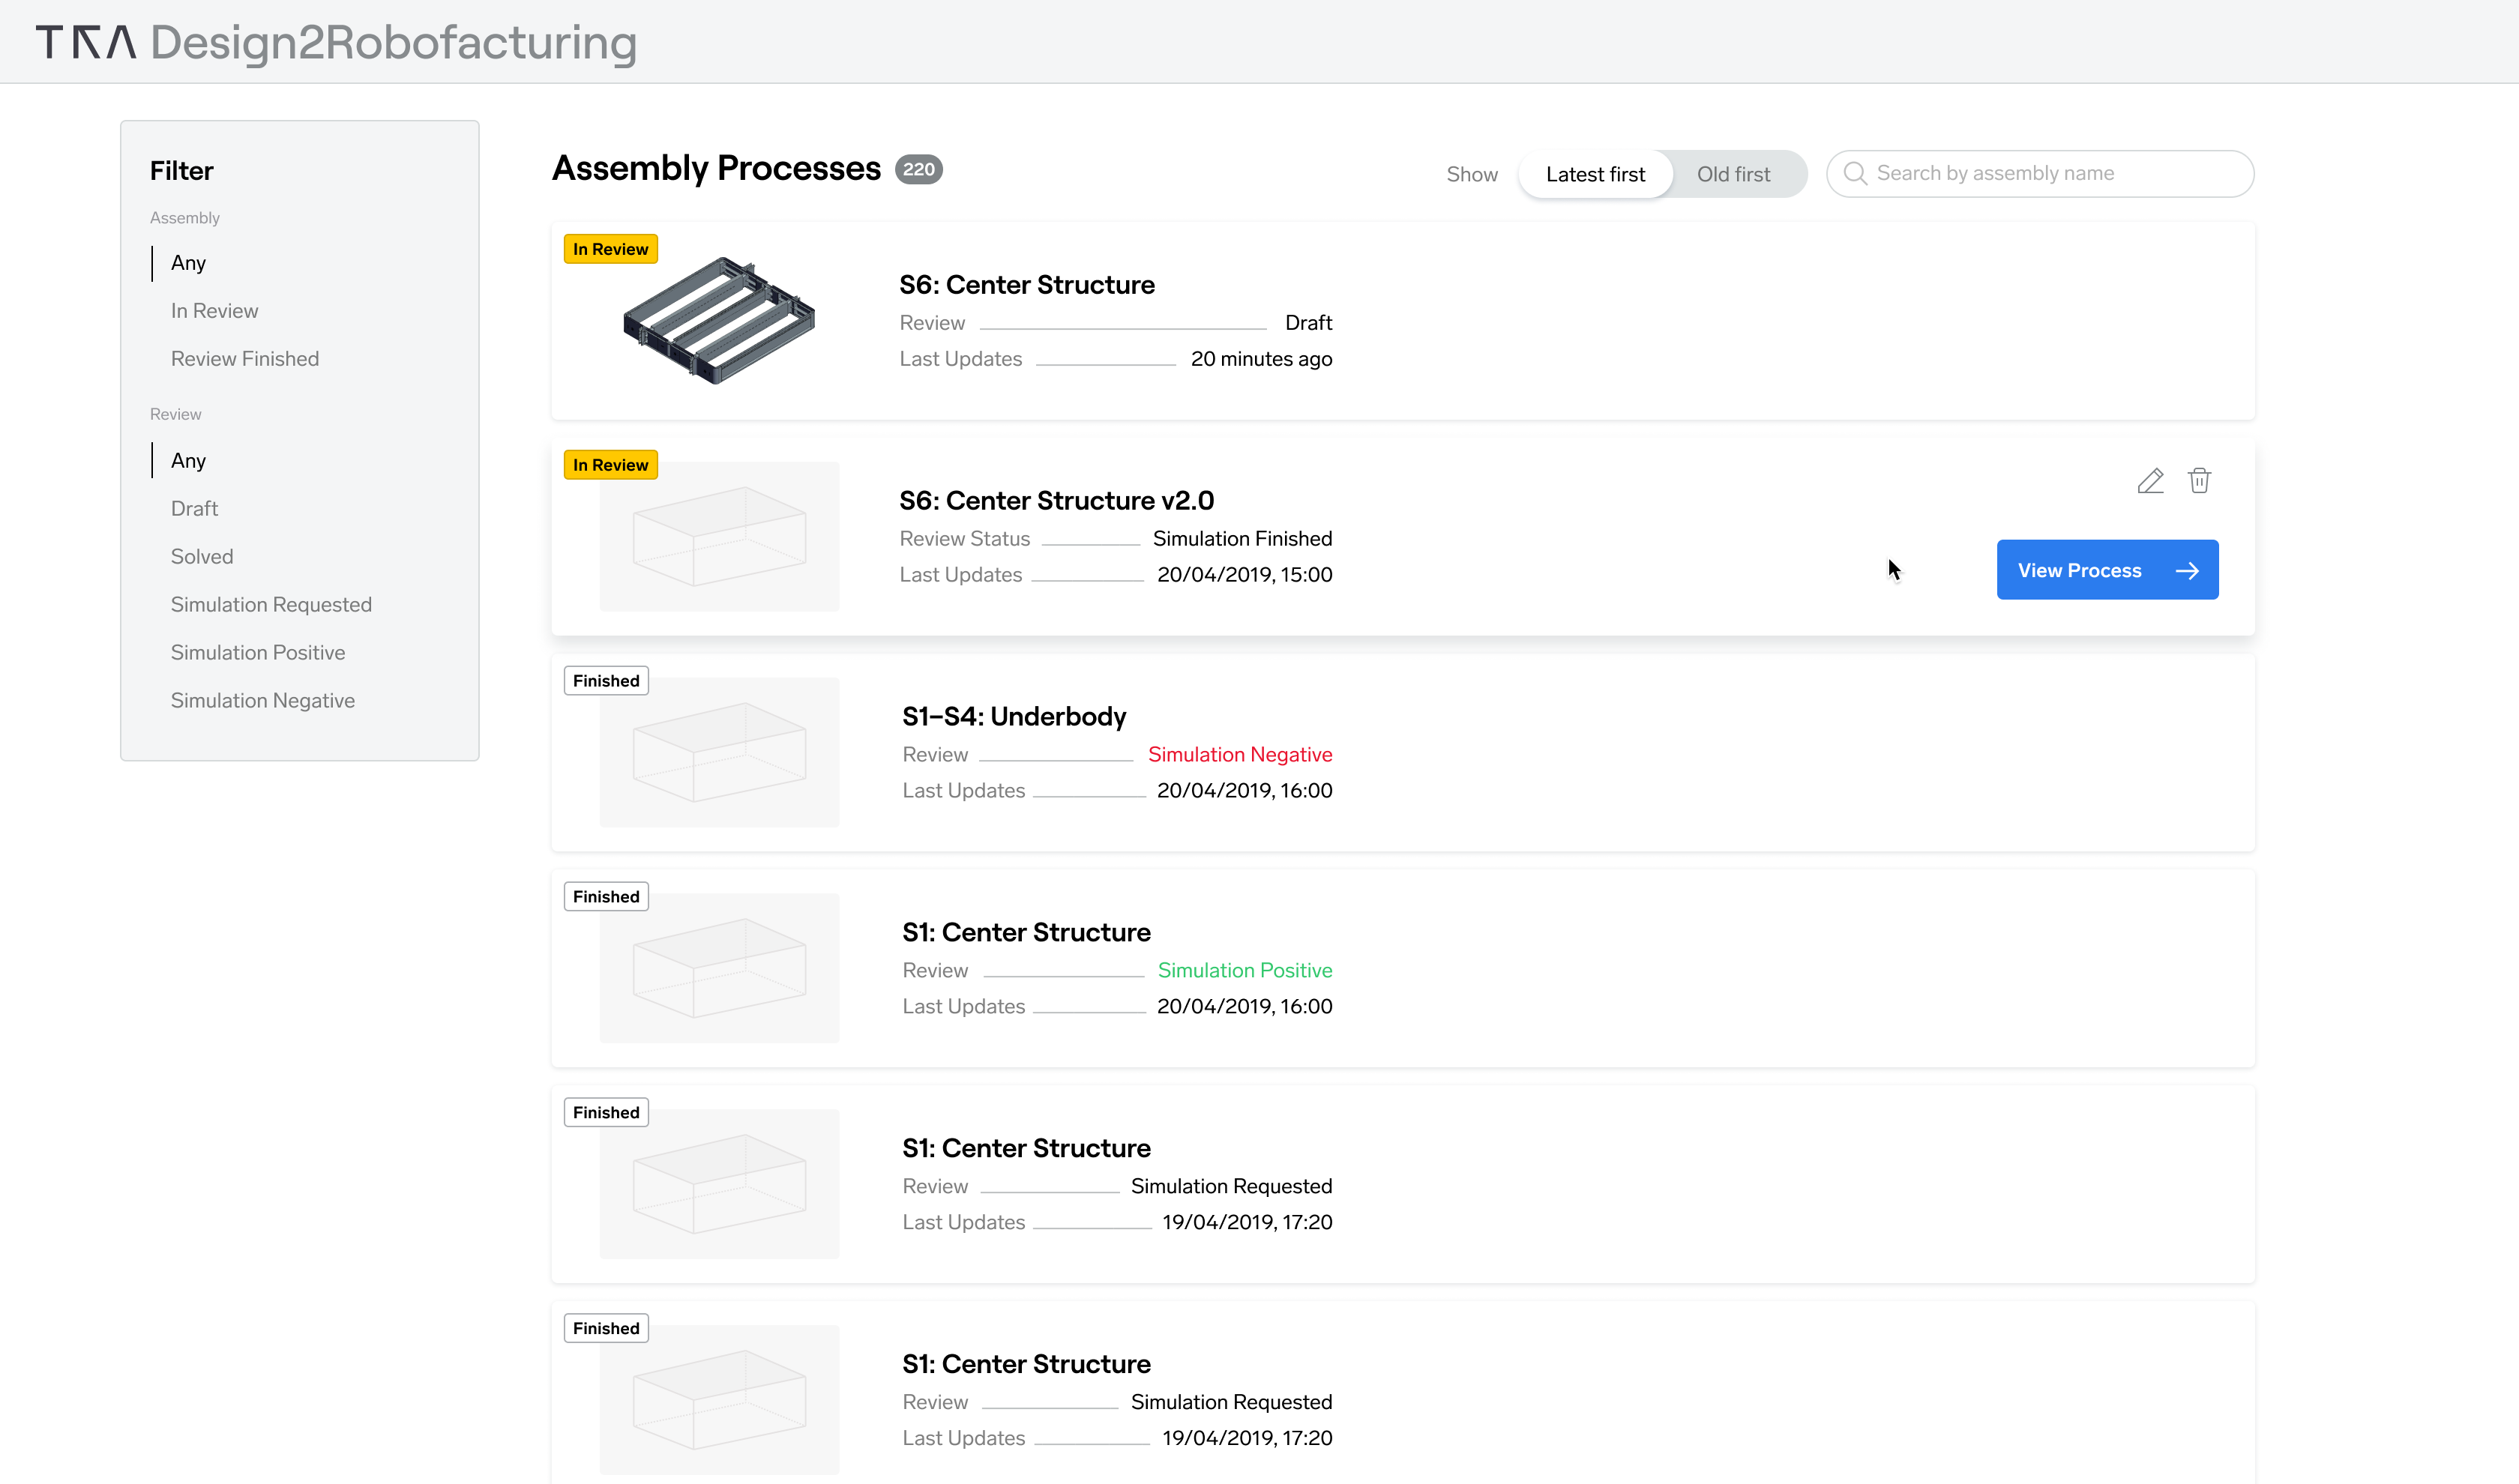 TRA Design2Robofacturing
Filter
Assembly
Any
In Review
Review Finished
Review
Any
Draft
Solved
Simulation Requested
Simulation Positive
Simulation Negative
Assembly Processes 220
Show Latest first Old first Search by assembly name
In Review
S6: Center Structure
Review Draft
Last Updates 20 minutes ago
In Review
S6: Center Structure v2.0
Review Status Simulation Finished
Last Updates 20/04/2019, 15:00
View Process
Finished
S1–S4: Underbody
Review Simulation Negative
Last Updates 20/04/2019, 16:00
Finished
S1: Center Structure
Review Simulation Positive
Last Updates 20/04/2019, 16:00
Finished
S1: Center Structure
Review Simulation Requested
Last Updates 19/04/2019, 17:20
Finished
S1: Center Structure
Review Simulation Requested
Last Updates 19/04/2019, 17:20